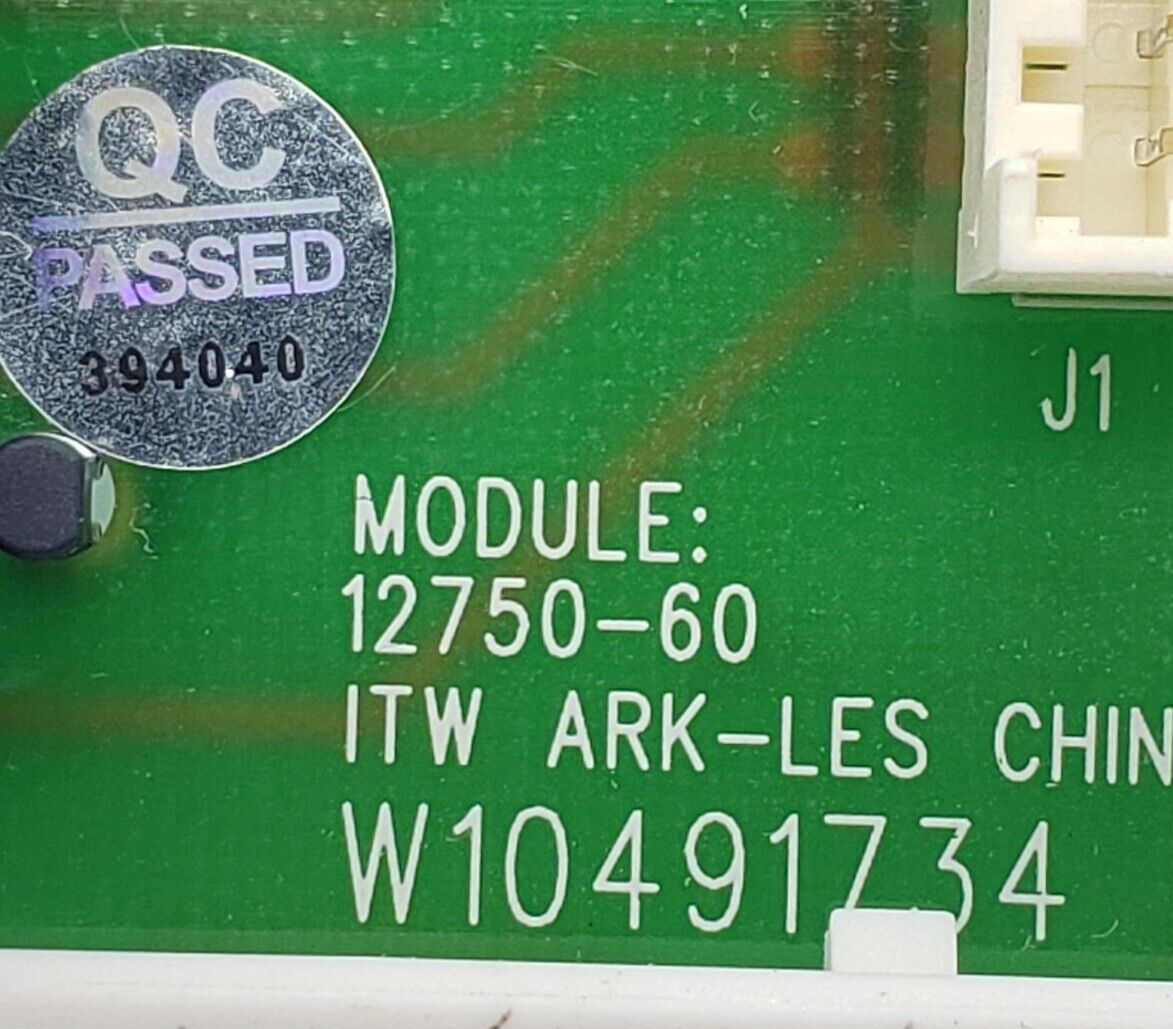 QC
PASSED
394040
J1
MODULE:
12750-60
ITW ARK-LES CHIN
W10491734